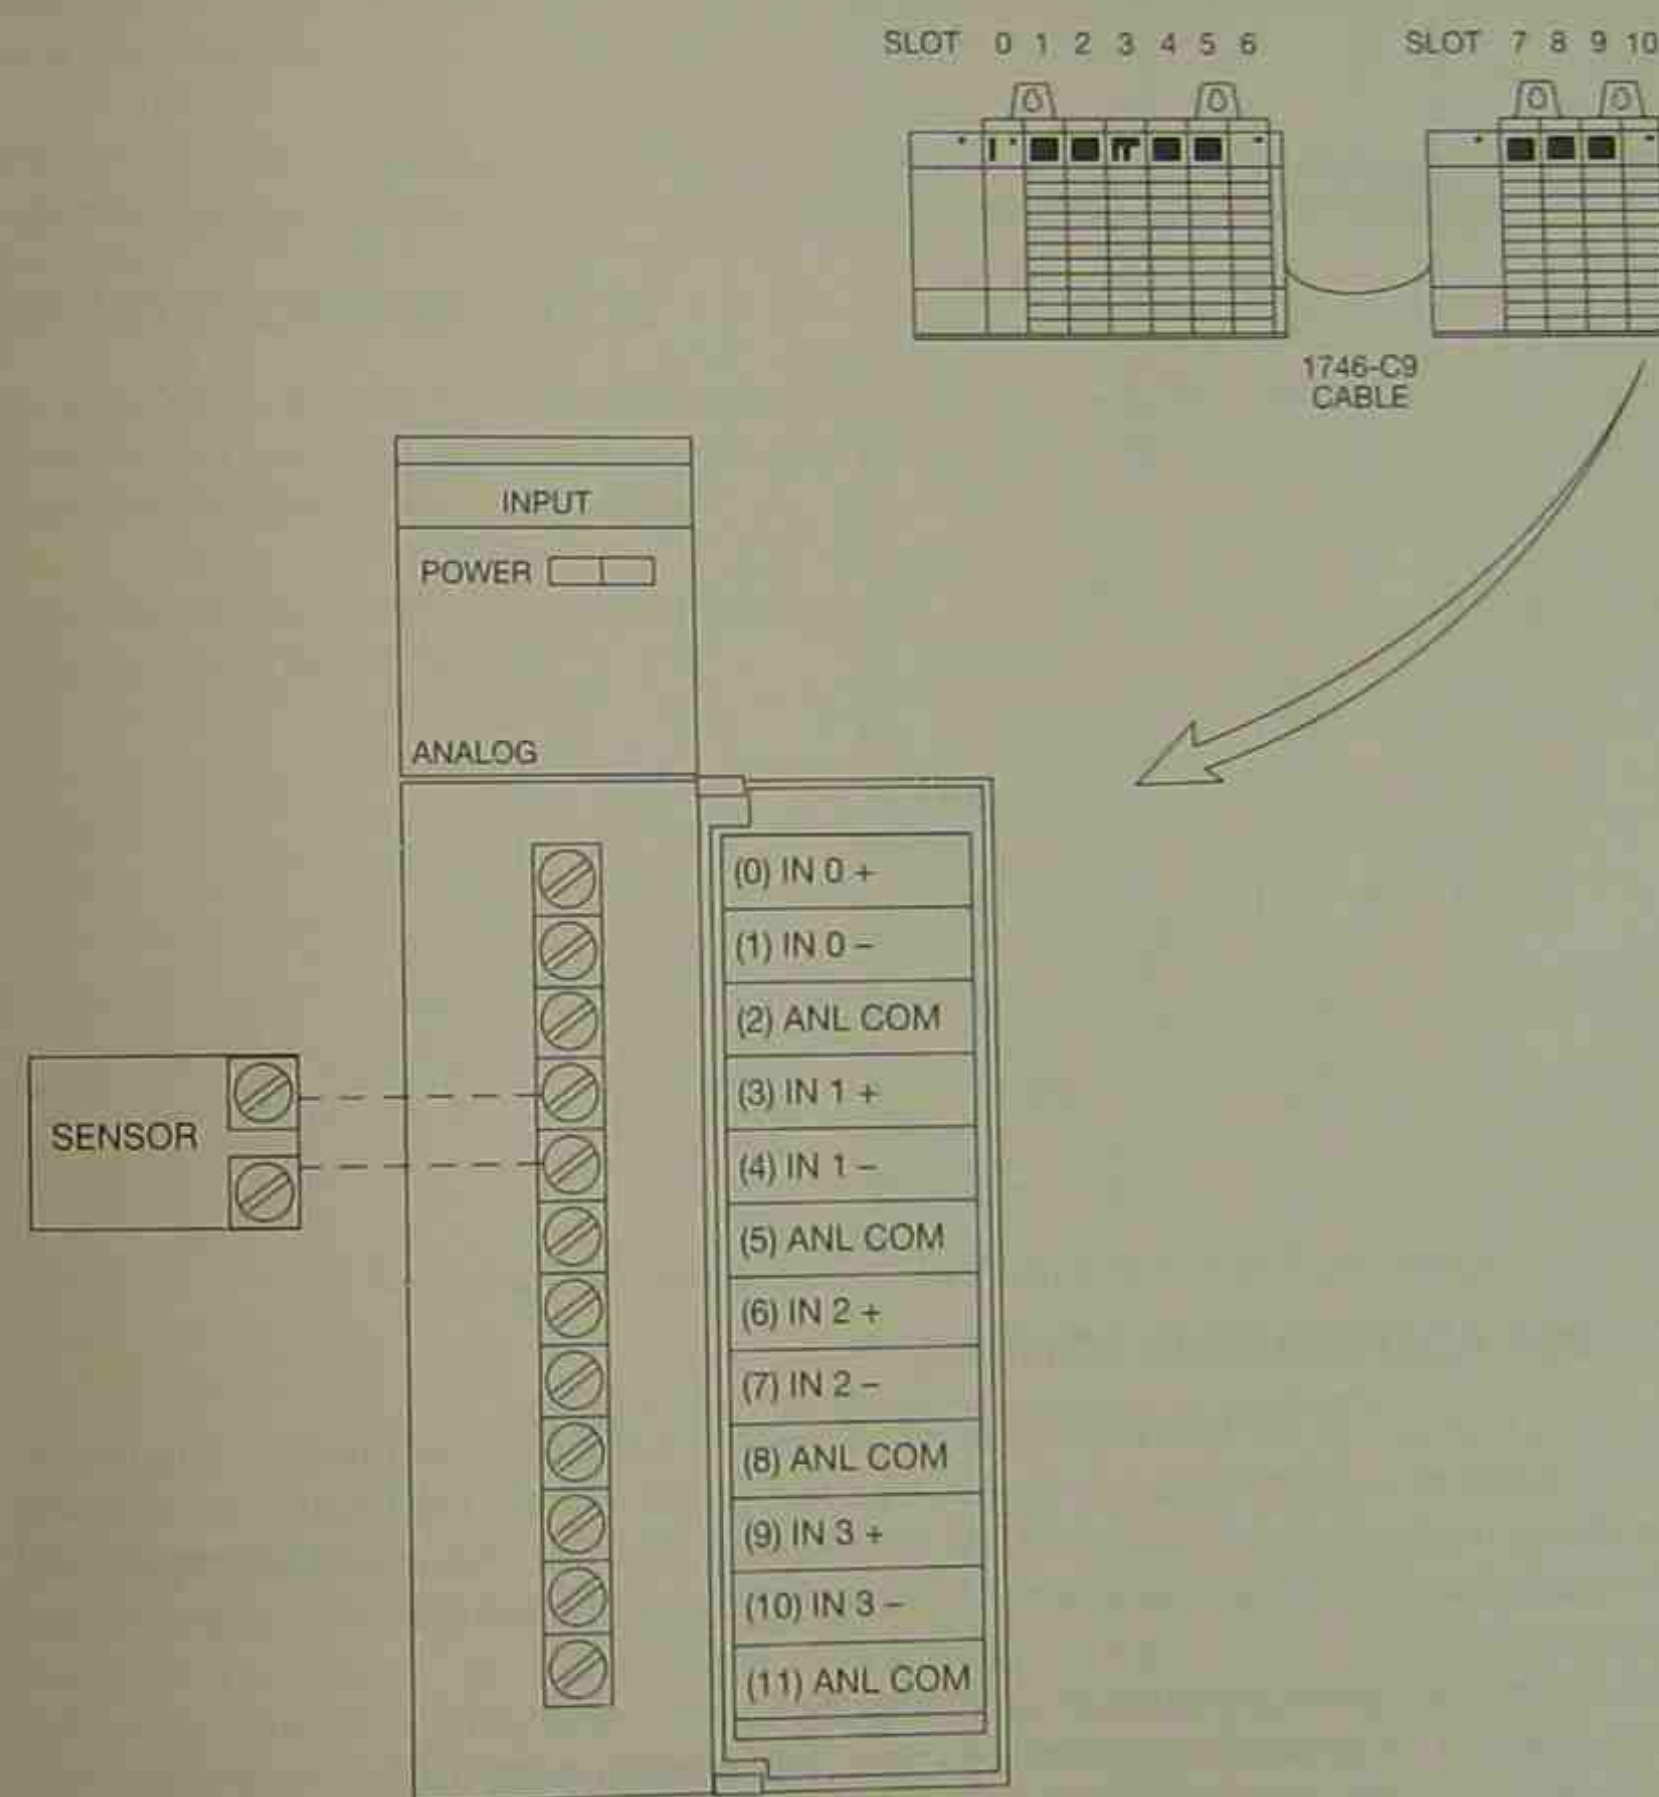 SLOT 0 1 2 3 4 5 6
SLOT 7 8 9 10
1746-C9
CABLE
INPUT
POWER
ANALOG
SENSOR
(0) IN 0 +
(1) IN 0 –
(2) ANL COM
(3) IN 1 +
(4) IN 1 –
(5) ANL COM
(6) IN 2 +
(7) IN 2 –
(8) ANL COM
(9) IN 3 +
(10) IN 3 –
(11) ANL COM